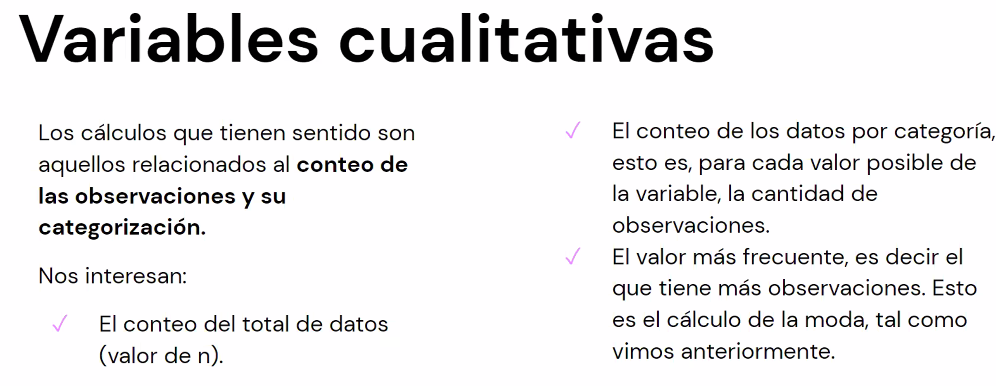 Variables cualitativas
Los cálculos que tienen sentido son
aquellos relacionados al conteo de
las observaciones y su
categorización.
Nos interesan:
✓ El conteo del total de datos
(valor de n).
✓ El conteo de los datos por categoría,
esto es, para cada valor posible de
la variable, la cantidad de
observaciones.
✓ El valor más frecuente, es decir el
que tiene más observaciones. Esto
es el cálculo de la moda, tal como
vimos anteriormente.